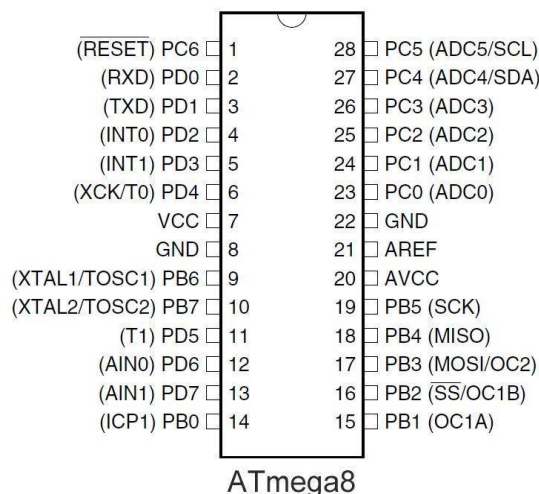 (RESET) PC6 1 28 PC5 (ADC5/SCL)
(RXD) PD0 2 27 PC4 (ADC4/SDA)
(TXD) PD1 3 26 PC3 (ADC3)
(INT0) PD2 4 25 PC2 (ADC2)
(INT1) PD3 5 24 PC1 (ADC1)
(XCK/T0) PD4 6 23 PC0 (ADC0)
VCC 7 22 GND
GND 8 21 AREF
(XTAL1/TOSC1) PB6 9 20 AVCC
(XTAL2/TOSC2) PB7 10 19 PB5 (SCK)
(T1) PD5 11 18 PB4 (MISO)
(AIN0) PD6 12 17 PB3 (MOSI/OC2)
(AIN1) PD7 13 16 PB2 (SS/OC1B)
(ICP1) PB0 14 15 PB1 (OC1A)
ATmega8